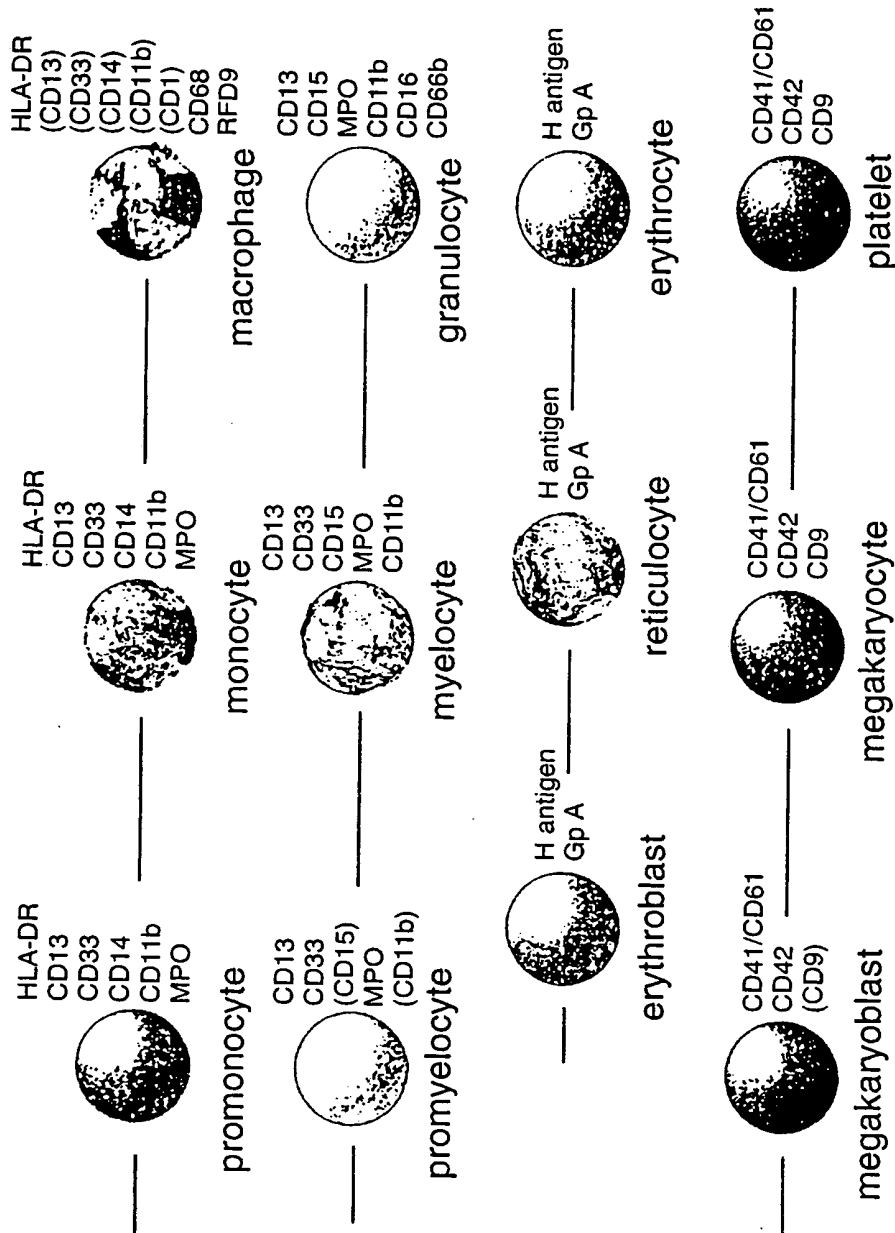 HLA-DR
CD13
CD33
CD14
CD11b
MPO
promonocyte
HLA-DR
CD13
CD33
CD14
CD11b
MPO
monocyte
HLA-DR
(CD13)
(CD33)
(CD14)
(CD11b)
(CD1)
CD68
RFD9
macrophage
CD13
CD33
(CD15)
MPO
(CD11b)
promyelocyte
CD13
CD33
CD15
MPO
CD11b
myelocyte
CD13
CD15
MPO
CD11b
CD16
CD66b
granulocyte
H antigen
Gp A
erythroblast
H antigen
Gp A
reticulocyte
H antigen
Gp A
erythrocyte
CD41/CD61
CD42
(CD9)
megakaryoblast
CD41/CD61
CD42
CD9
megakaryocyte
CD41/CD61
CD42
CD9
platelet